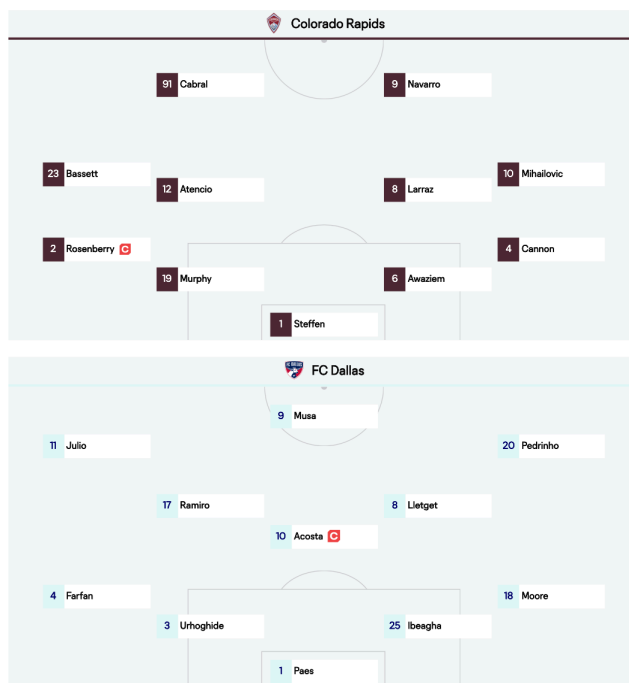 Colorado Rapids
91 Cabral
9 Navarro
23 Bassett
10 Mihailovic
12 Atencio
8 Larraz
2 Rosenberry C
4 Cannon
19 Murphy
6 Awaziem
1 Steffen
FC Dallas
9 Musa
11 Julio
20 Pedrinho
17 Ramiro
8 Lletget
10 Acosta C
4 Farfan
18 Moore
3 Urhoghide
25 Ibeagha
1 Paes